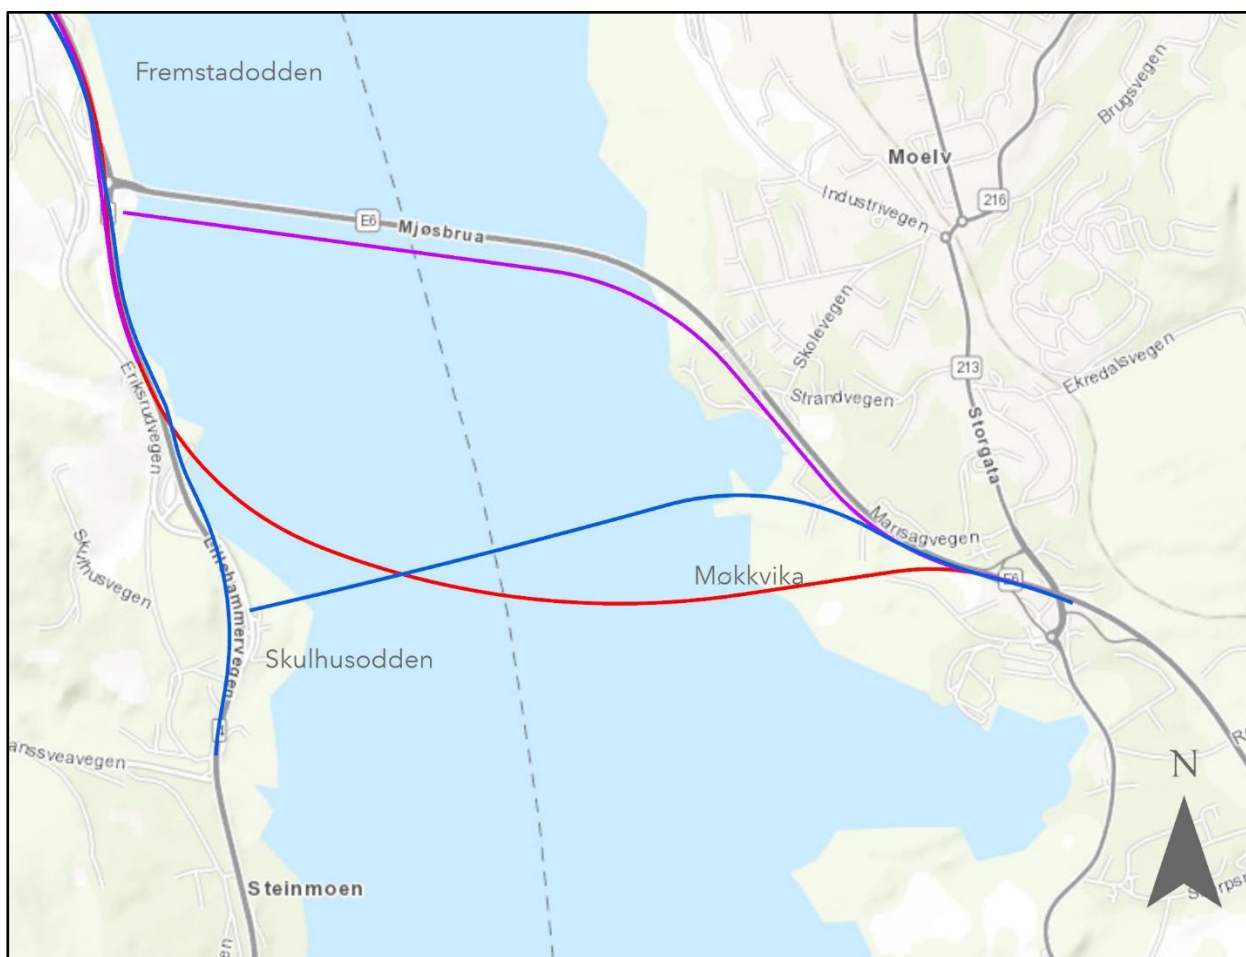 Fremstadodden
Moelv
Brugsvegen
Industrivegen
216
E6
Mjøsbrua
Skolevegen
213
Ekredalsvegen
Strandvegen
Eriksrudvegen
Storgata
Marisagvegen
Skulhusvegen
Lillehammervegen
Møkkvika
E6
Skulhusodden
anssveavegen
N
Steinmoen